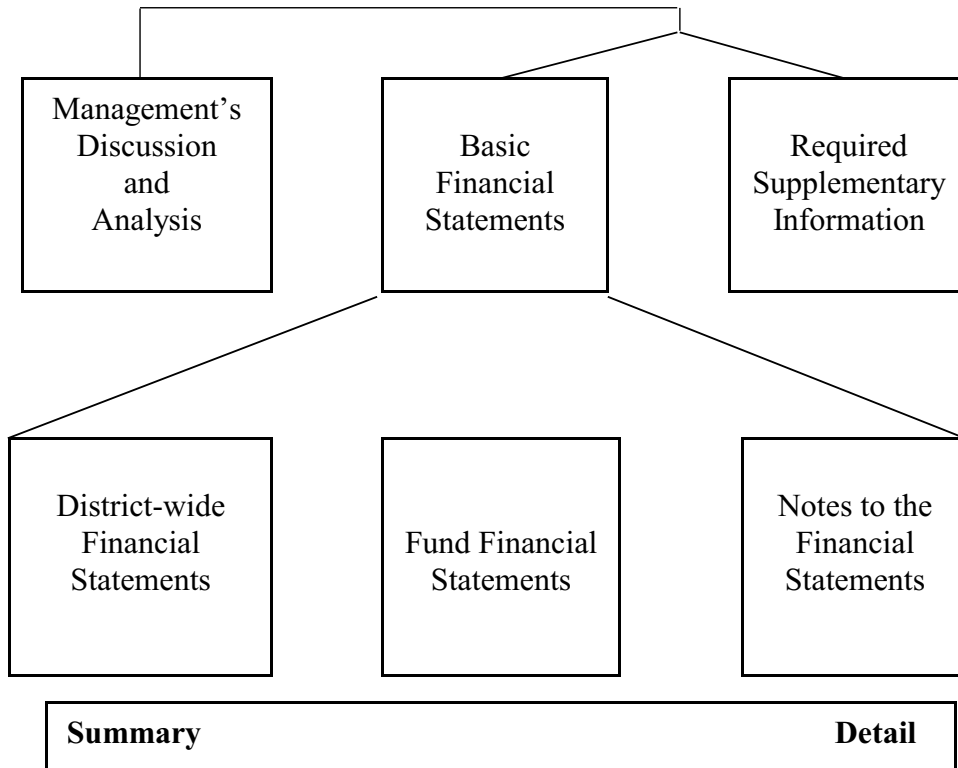 Management’s
Discussion
and
Analysis
Basic
Financial
Statements
Required
Supplementary
Information
District-wide
Financial
Statements
Fund Financial
Statements
Notes to the
Financial
Statements
Summary Detail